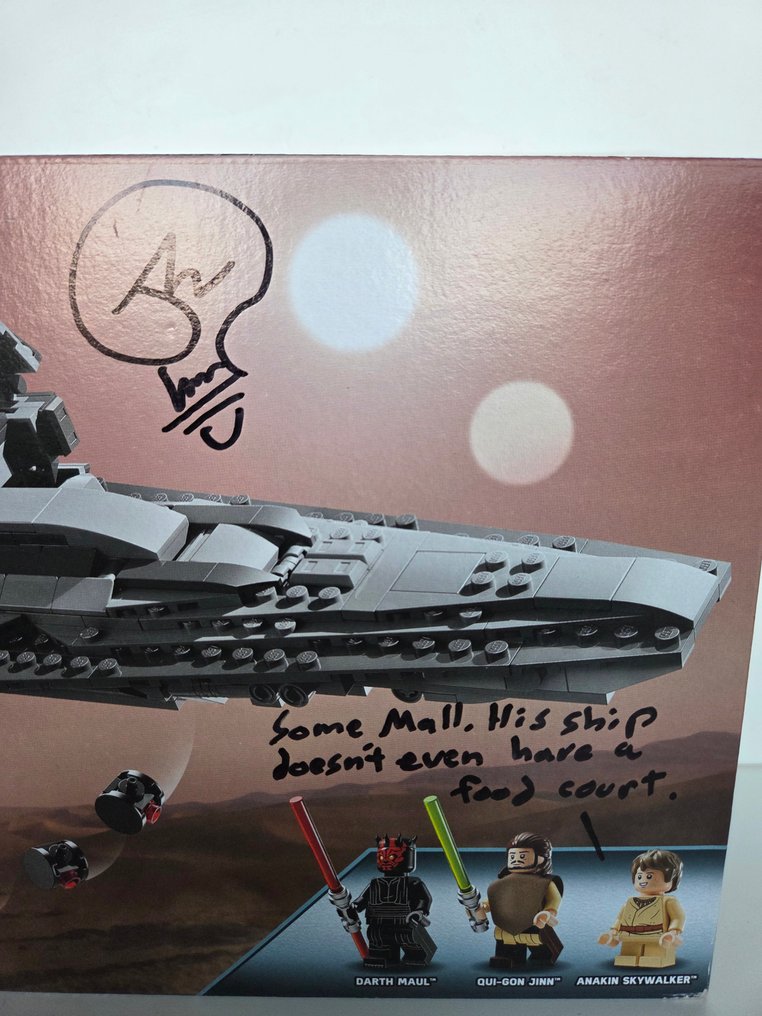 Some Mall. His ship
doesn't even have a
food court.
DARTH MAUL™
QUI-GON JINN™
ANAKIN SKYWALKER™